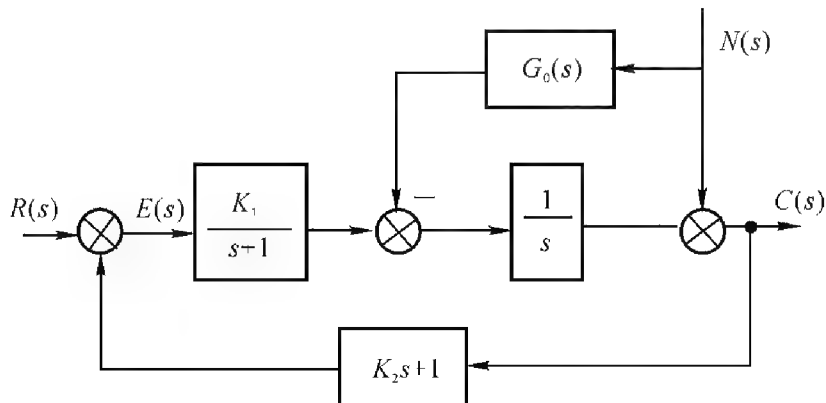 N(s)
G₀(s)
R(s)
E(s)
K₁
s+1
−
1
s
C(s)
K₂s+1